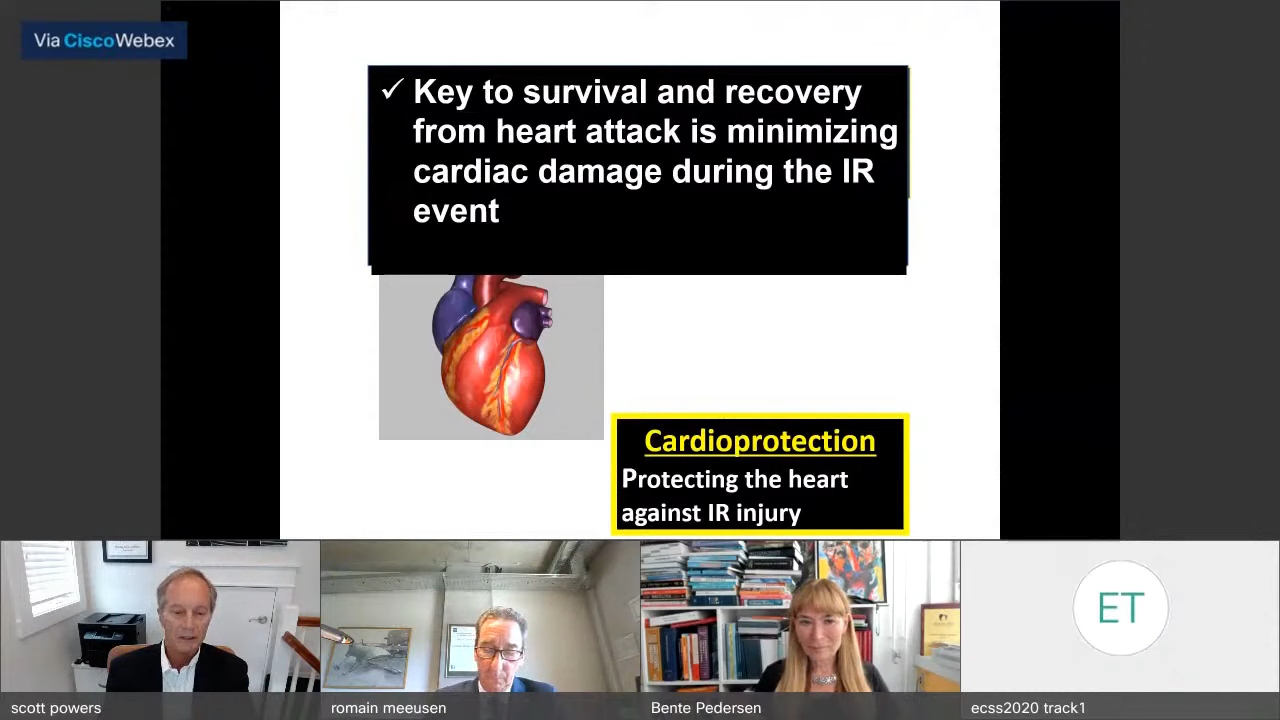 Via CiscoWebex
✓ Key to survival and recovery
from heart attack is minimizing
cardiac damage during the IR
event
Cardioprotection
Protecting the heart
against IR injury
ET
scott powers
romain meeusen
Bente Pedersen
ecss2020 track1